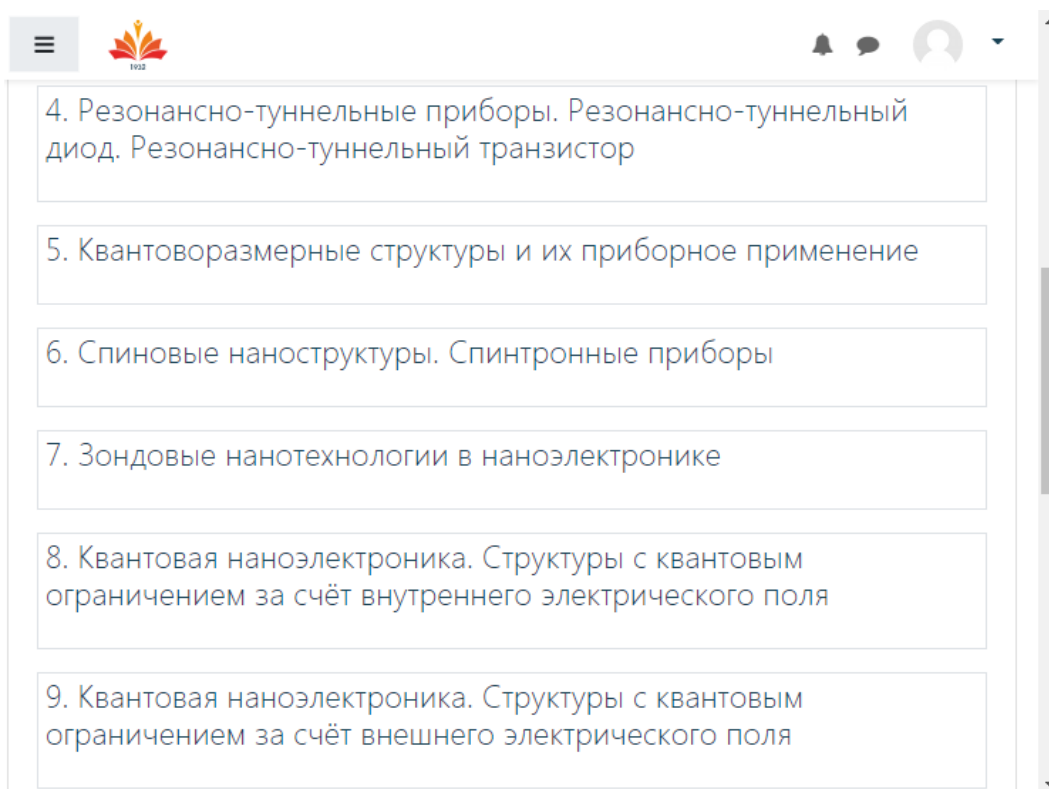 1932
4. Резонансно-туннельные приборы. Резонансно-туннельный
диод. Резонансно-туннельный транзистор
5. Квантоворазмерные структуры и их приборное применение
6. Спиновые наноструктуры. Спинтронные приборы
7. Зондовые нанотехнологии в наноэлектронике
8. Квантовая наноэлектроника. Структуры с квантовым
ограничением за счёт внутреннего электрического поля
9. Квантовая наноэлектроника. Структуры с квантовым
ограничением за счёт внешнего электрического поля